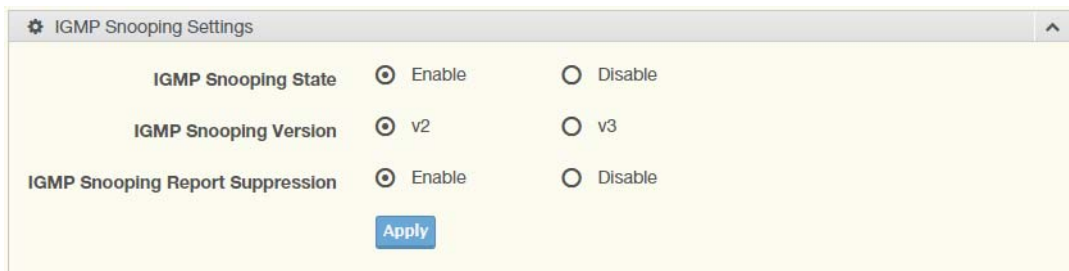 IGMP Snooping Settings
IGMP Snooping State Enable Disable
IGMP Snooping Version v2 v3
IGMP Snooping Report Suppression Enable Disable
Apply